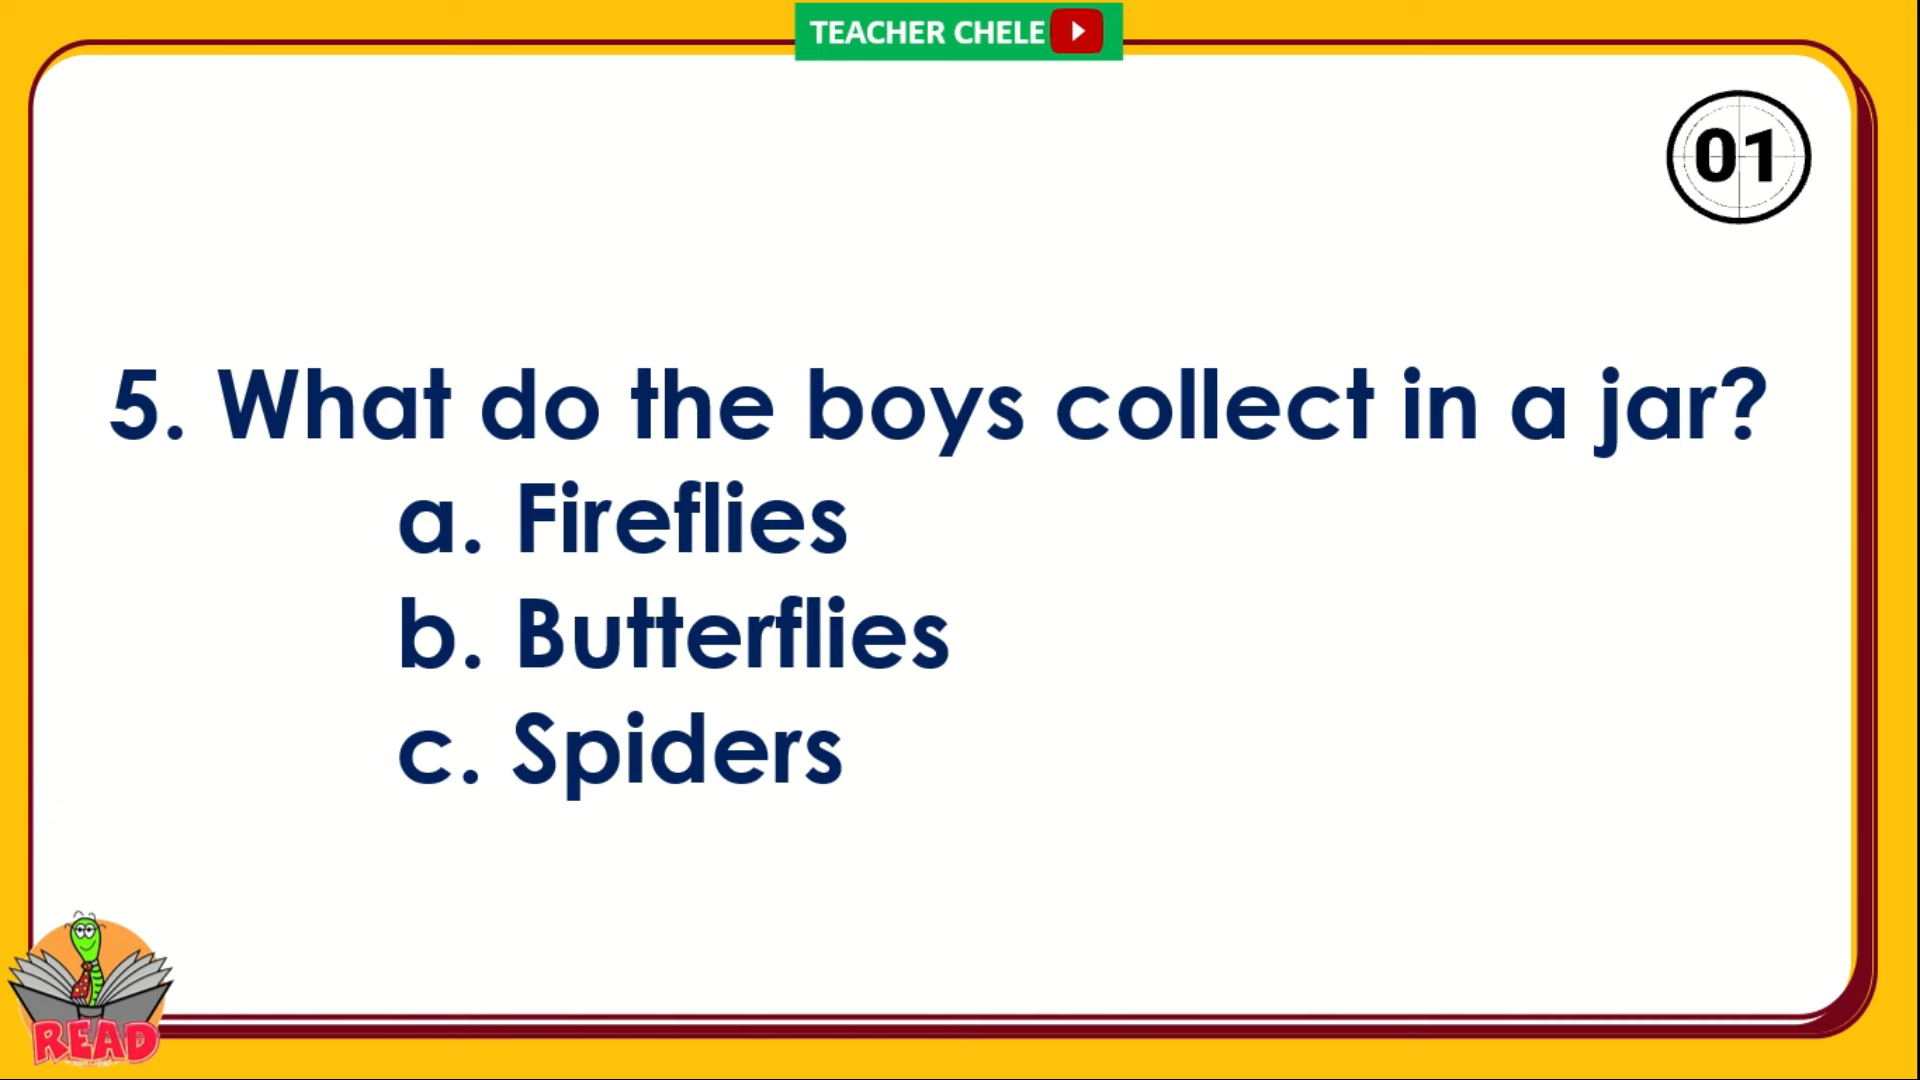 TEACHER CHELE
01
5. What do the boys collect in a jar?
a. Fireflies
b. Butterflies
c. Spiders
READ